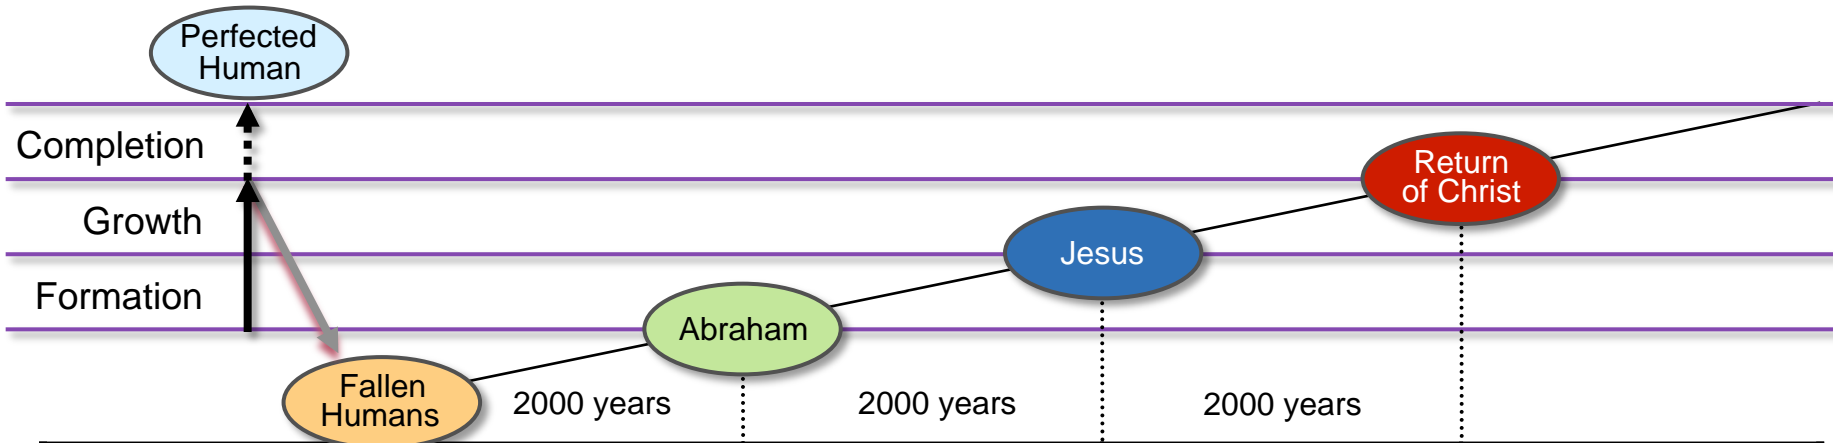 Perfected
Human
Completion
Return
of Christ
Growth
Jesus
Formation
Abraham
Fallen
Humans
2000 years
2000 years
2000 years